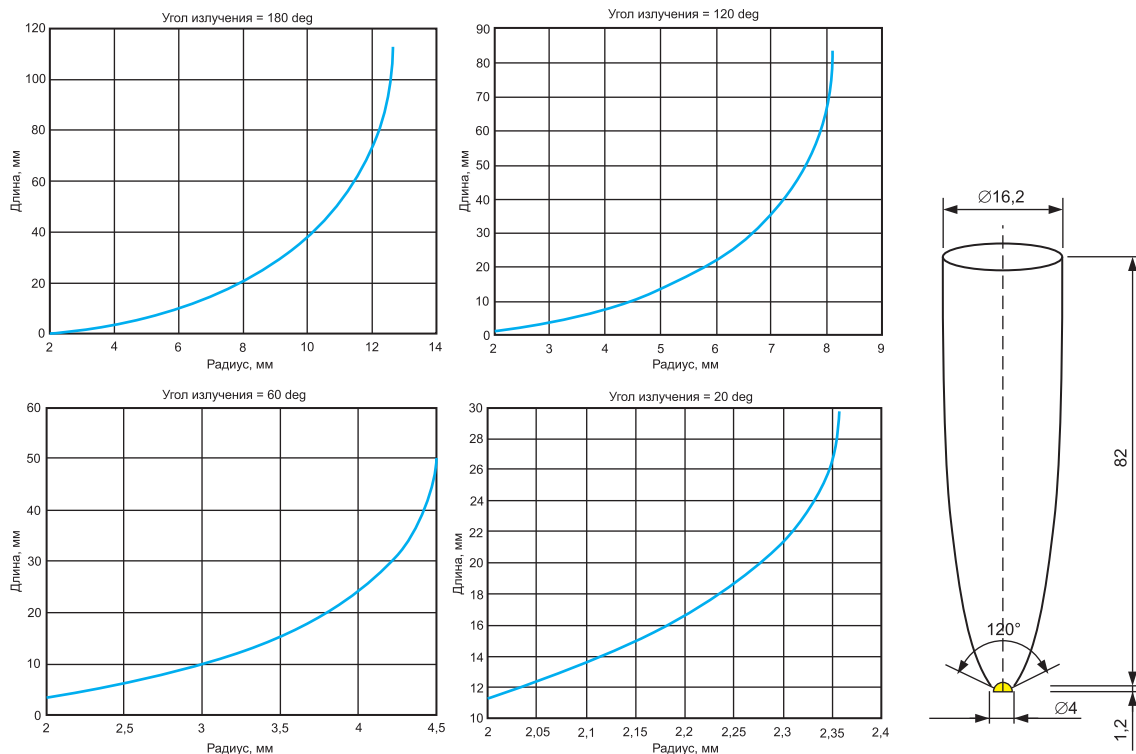 Угол излучения = 180 deg
120
100
80
60
40
20
0
Длина, мм
2 4 6 8 10 12 14
Радиус, мм
Угол излучения = 120 deg
90
80
70
60
50
40
30
20
10
0
Длина, мм
2 3 4 5 6 7 8 9
Радиус, мм
Угол излучения = 60 deg
60
50
40
30
20
10
0
Длина, мм
2 2,5 3 3,5 4 4,5
Радиус, мм
Угол излучения = 20 deg
30
28
26
24
22
20
18
16
14
12
10
Длина, мм
2 2,05 2,1 2,15 2,2 2,25 2,3 2,35 2,4
Радиус, мм
∅16,2
82
120°
∅4
1,2